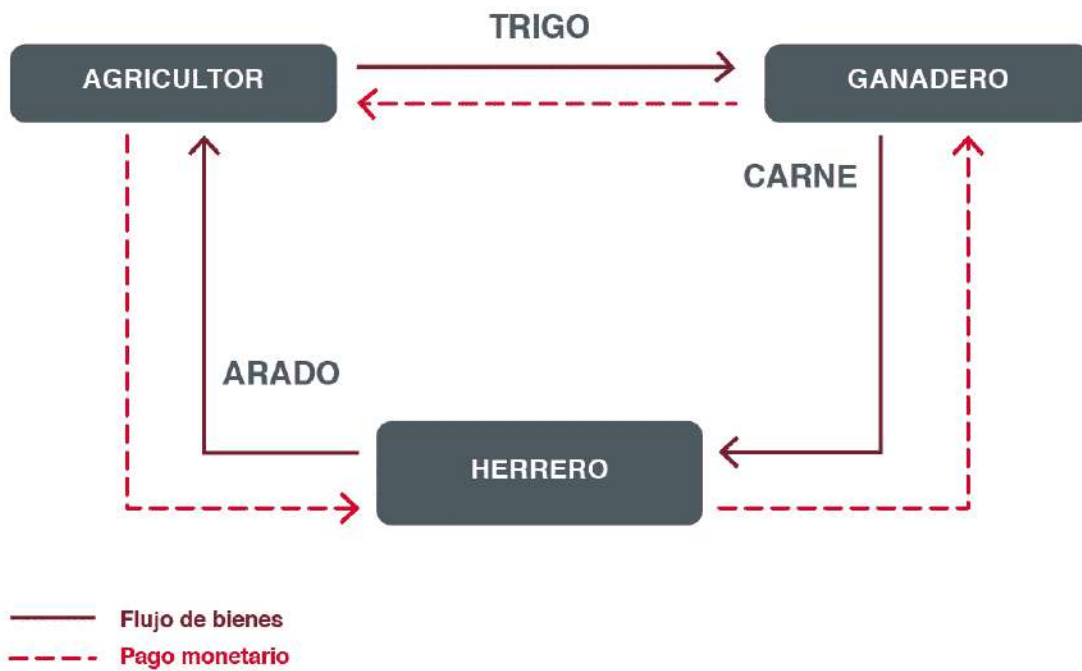 TRIGO
AGRICULTOR
GANADERO
CARNE
ARADO
HERRERO
Flujo de bienes
Pago monetario